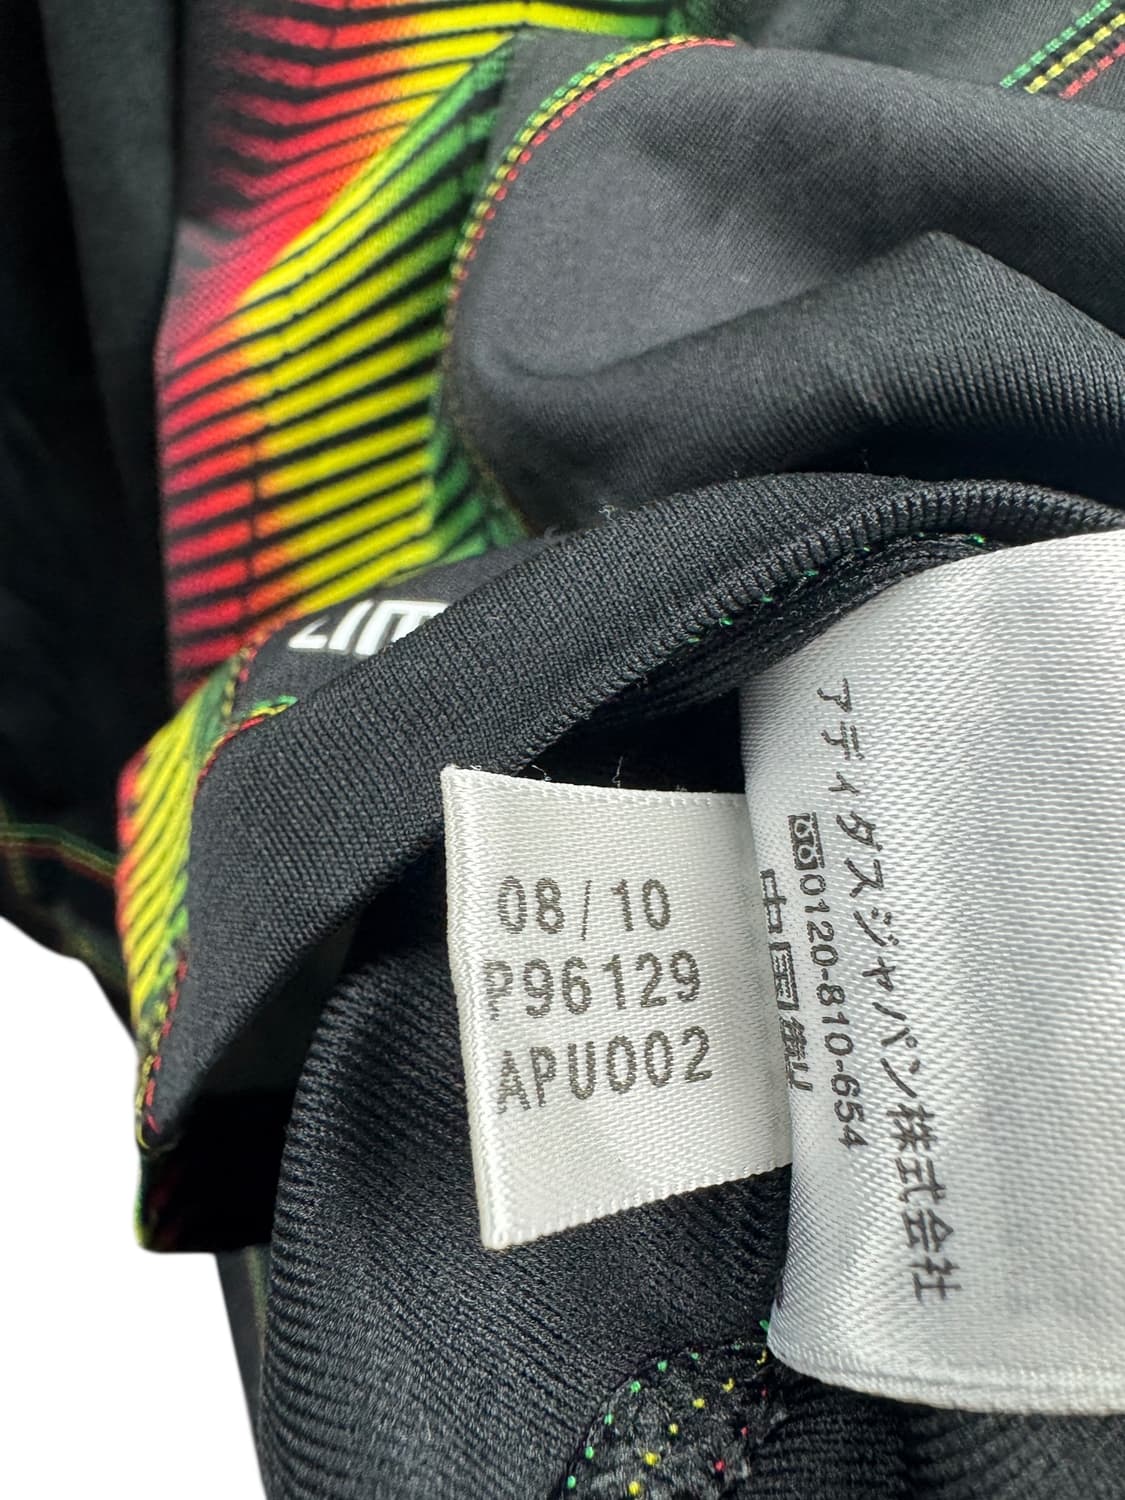 08/10
P96129
APU002
アディダスジャパン株式会社
0120-810-654
中国製